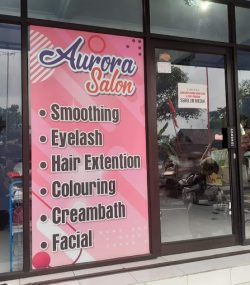 Aurora
Salon
• Smoothing
• Eyelash
• Hair Extention
• Colouring
• Creambath
• Facial